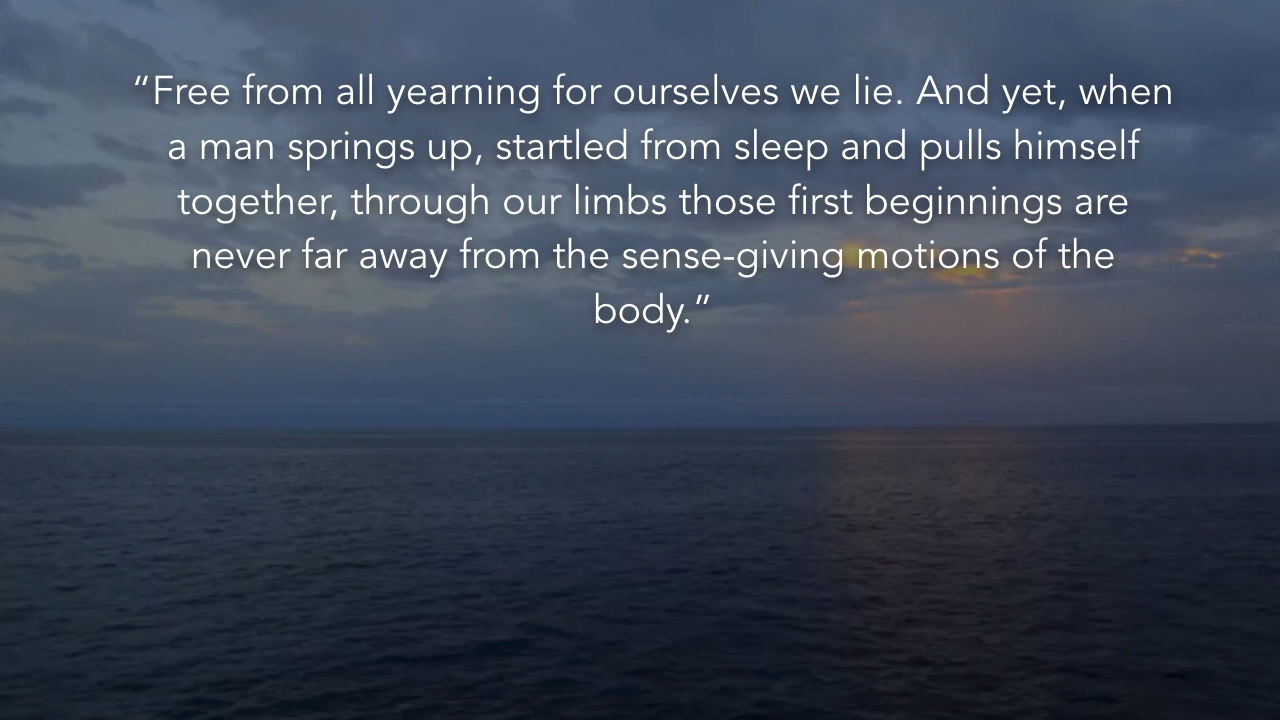 “Free from all yearning for ourselves we lie. And yet, when
a man springs up, startled from sleep and pulls himself
together, through our limbs those first beginnings are
never far away from the sense-giving motions of the
body.”